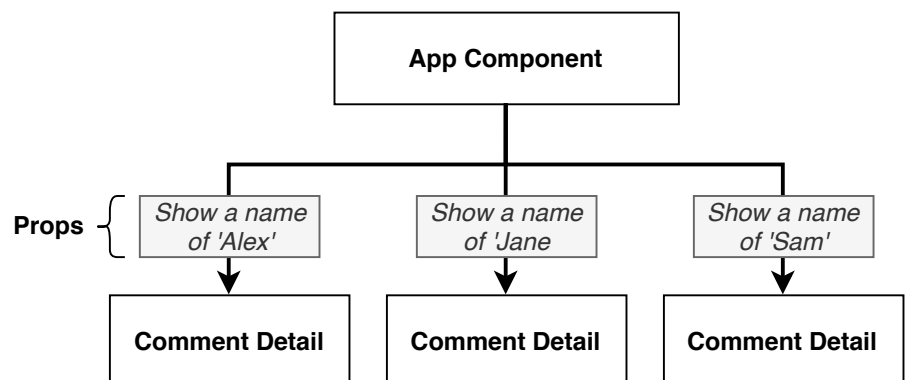 App Component
Props
Show a name
of 'Alex'
Show a name
of 'Jane
Show a name
of 'Sam'
Comment Detail
Comment Detail
Comment Detail